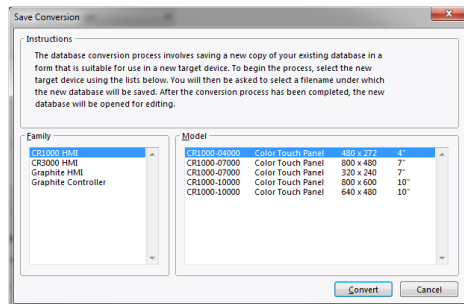 Save Conversion
Instructions
The database conversion process involves saving a new copy of your existing database in a
form that is suitable for use in a new target device. To begin the process, select the new
target device using the lists below. You will then be asked to select a filename under which
the new database will be saved. After the conversion process has been completed, the new
database will be opened for editing.
Family
CR1000 HMI
CR3000 HMI
Graphite HMI
Graphite Controller
Model
CR1000-04000 Color Touch Panel 480 x 272 4"
CR1000-07000 Color Touch Panel 800 x 480 7"
CR1000-07000 Color Touch Panel 320 x 240 7"
CR1000-10000 Color Touch Panel 800 x 600 10"
CR1000-10000 Color Touch Panel 640 x 480 10"
Convert Cancel